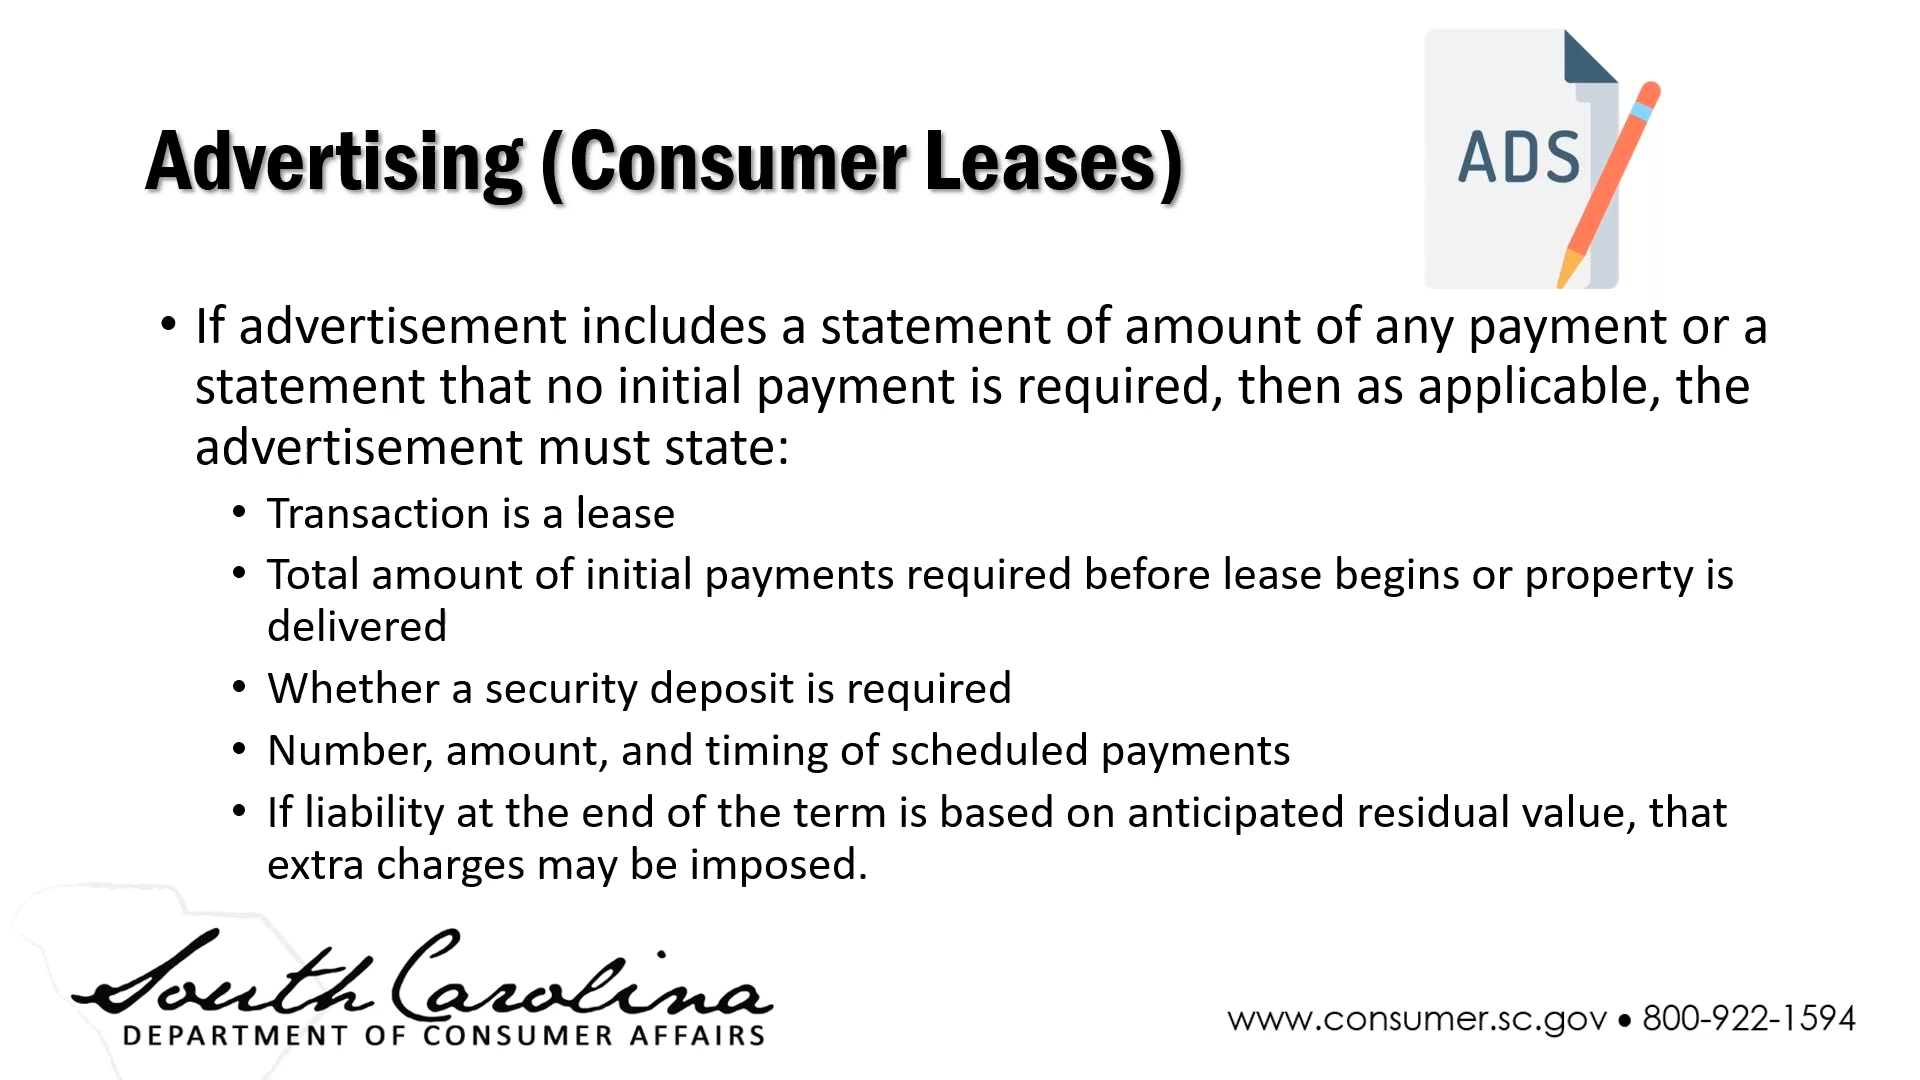 ADS
Advertising (Consumer Leases)
• If advertisement includes a statement of amount of any payment or a
statement that no initial payment is required, then as applicable, the
advertisement must state:
• Transaction is a lease
• Total amount of initial payments required before lease begins or property is
delivered
• Whether a security deposit is required
• Number, amount, and timing of scheduled payments
• If liability at the end of the term is based on anticipated residual value, that
extra charges may be imposed.
South Carolina
DEPARTMENT OF CONSUMER AFFAIRS
www.consumer.sc.gov • 800-922-1594